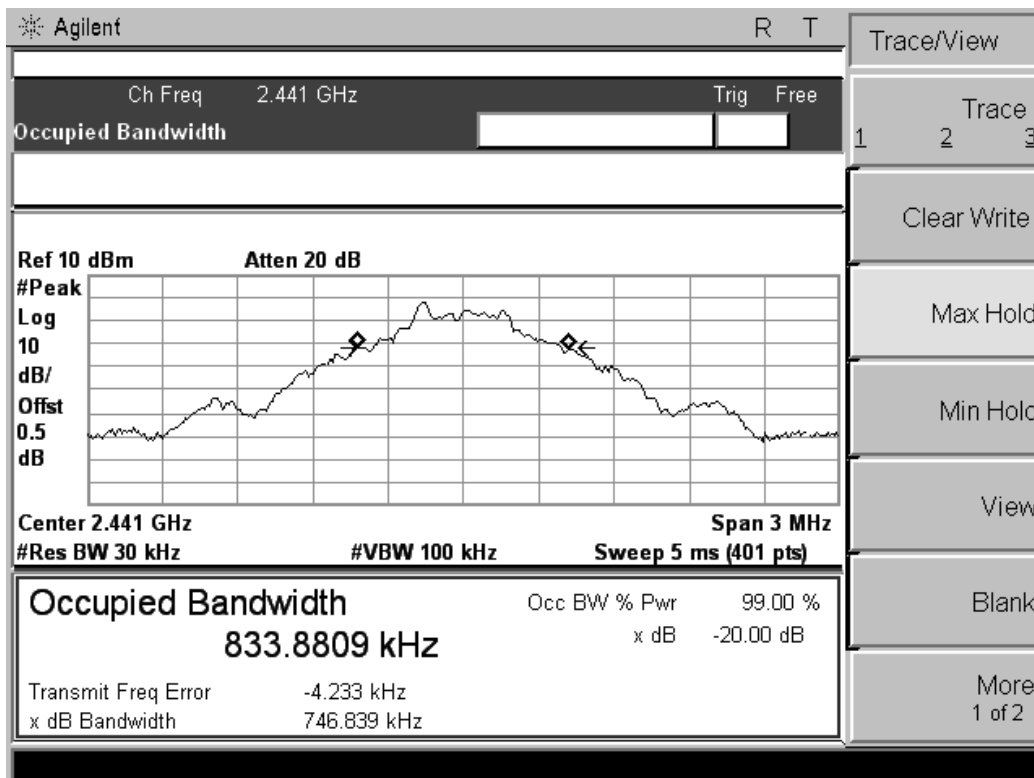 Agilent R T
Trace/View
Ch Freq 2.441 GHz Trig Free
Occupied Bandwidth
Trace
1 2 3
Clear Write
Max Hold
Min Hold
View
Blank
More
1 of 2
Ref 10 dBm Atten 20 dB
#Peak
Log
10
dB/
Offst
0.5
dB
Center 2.441 GHz Span 3 MHz
#Res BW 30 kHz #VBW 100 kHz Sweep 5 ms (401 pts)
Occupied Bandwidth
833.8809 kHz
Occ BW % Pwr 99.00 %
x dB -20.00 dB
Transmit Freq Error -4.233 kHz
x dB Bandwidth 746.839 kHz